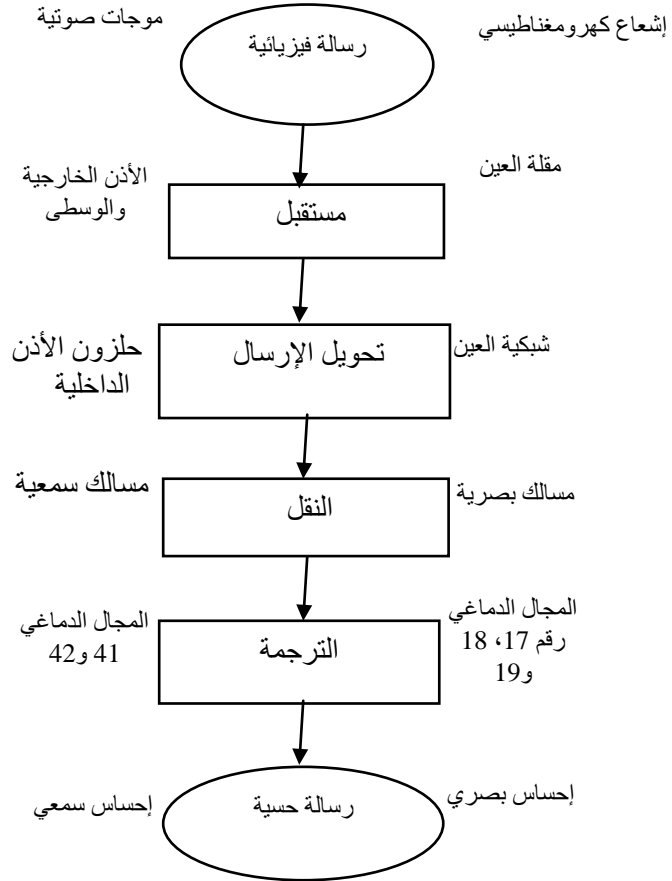 إشعاع كهرومغناطيسي
رسالة فيزيائية
موجات صوتية
مقلة العين
مستقبل
الأذن الخارجية
والوسطى
شبكية العين
تحويل الإرسال
حلزون الأذن
الداخلية
مسالك بصرية
النقل
مسالك سمعية
المجال الدماغي
رقم 17، 18
و19
الترجمة
المجال الدماغي
41 و42
إحساس بصري
رسالة حسية
إحساس سمعي